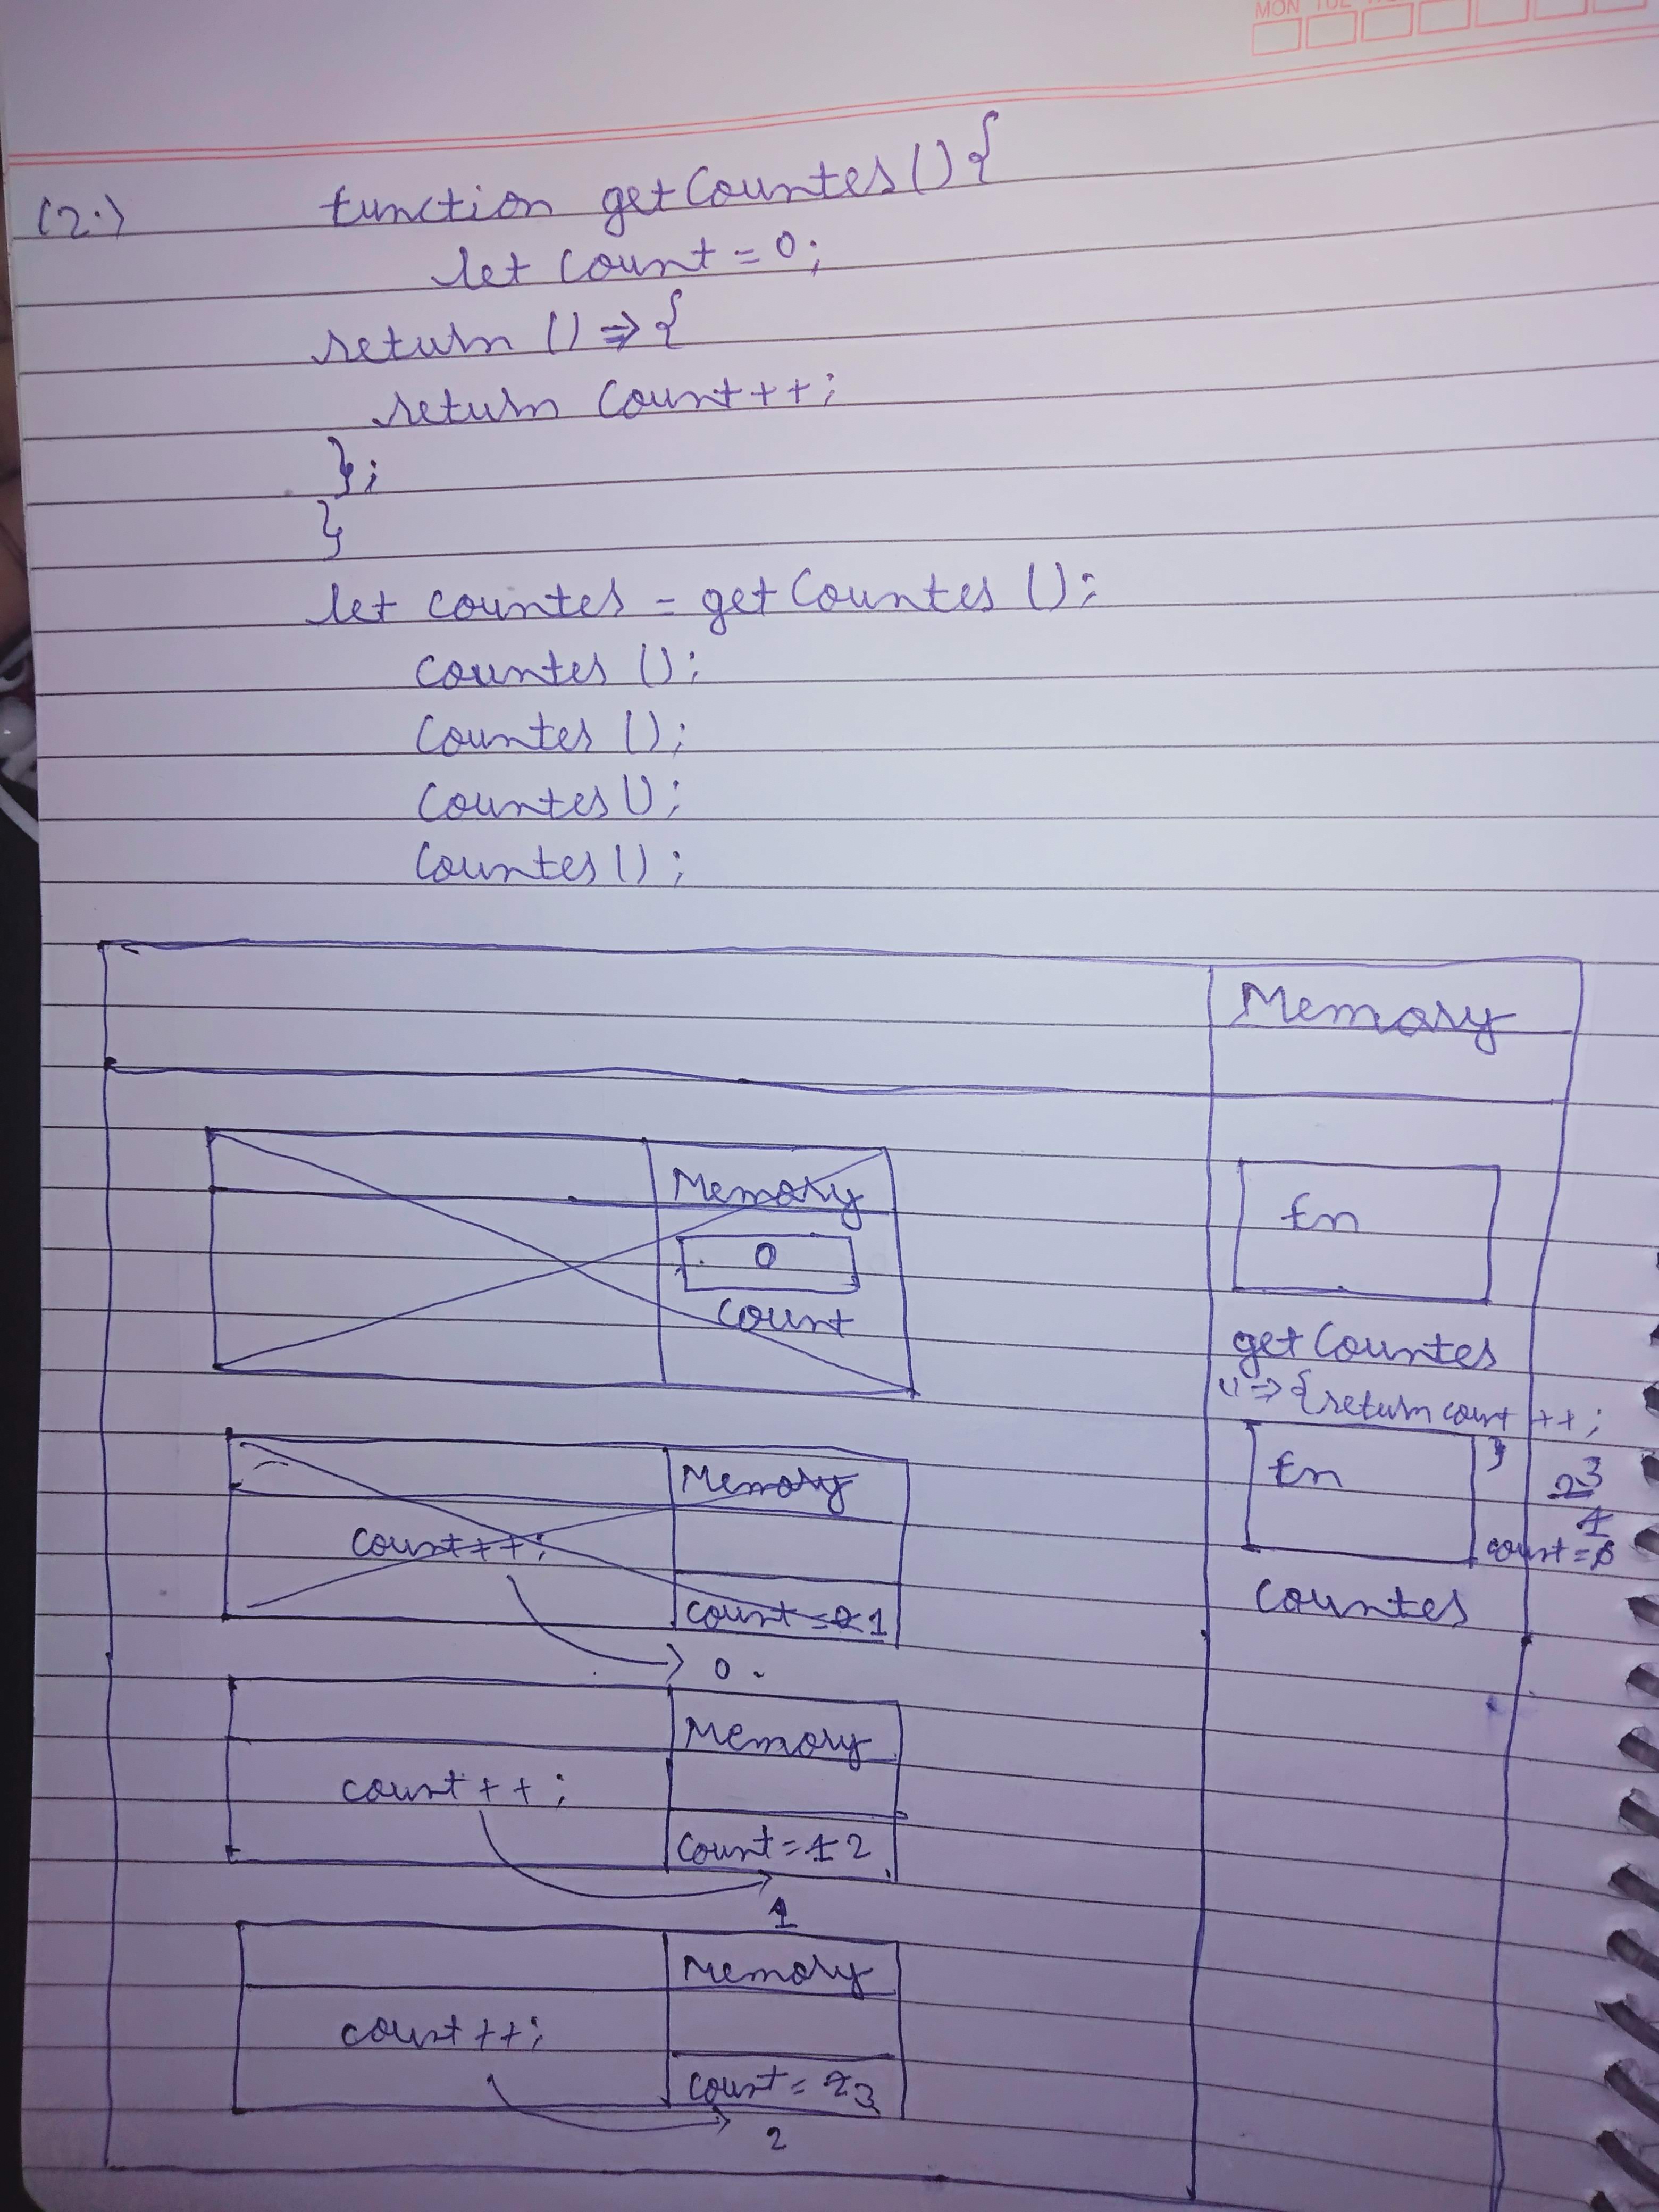 MON TUE
(2.) function getCounter() {
let count = 0;
return () => {
return count++;
};
}
let counter = getCounter();
counter();
counter();
counter();
counter();
Memory
Memory
0
count
fn
getCounter
() => {return count++;
}
fn
2 3
1
count = 0
counter
Memory
count++;
count = 0 1
0
Memory
count++;
count = 1 2
1
Memory
count++;
count = 2 3
2